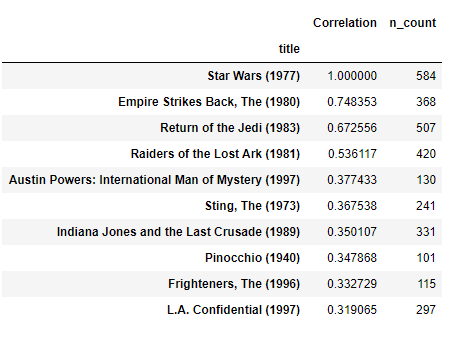 Correlation n_count
title
Star Wars (1977) 1.000000 584
Empire Strikes Back, The (1980) 0.748353 368
Return of the Jedi (1983) 0.672556 507
Raiders of the Lost Ark (1981) 0.536117 420
Austin Powers: International Man of Mystery (1997) 0.377433 130
Sting, The (1973) 0.367538 241
Indiana Jones and the Last Crusade (1989) 0.350107 331
Pinocchio (1940) 0.347868 101
Frighteners, The (1996) 0.332729 115
L.A. Confidential (1997) 0.319065 297